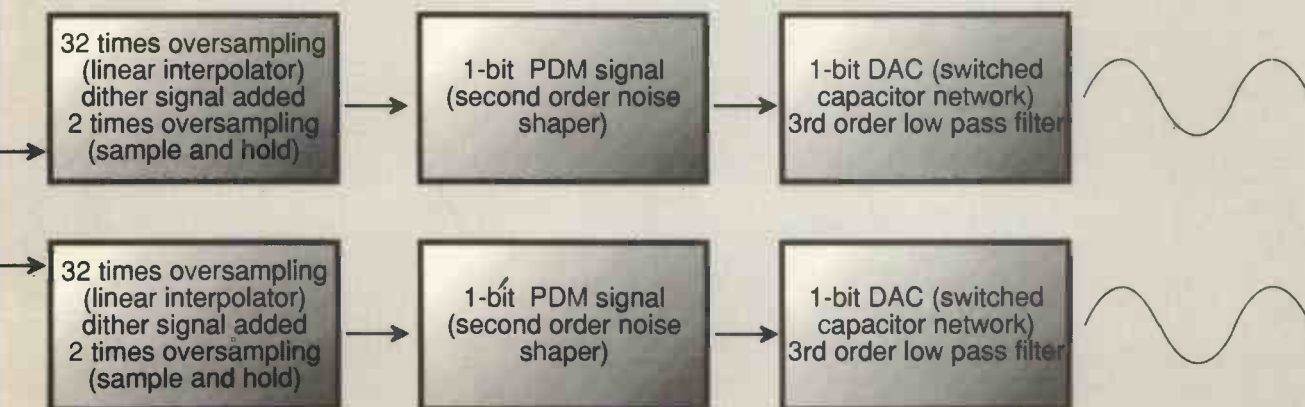 32 times oversampling
(linear interpolator)
dither signal added
2 times oversampling
(sample and hold)
1-bit PDM signal
(second order noise
shaper)
1-bit DAC (switched
capacitor network)
3rd order low pass filter
32 times oversampling
(linear interpolator)
dither signal added
2 times oversampling
(sample and hold)
1-bit PDM signal
(second order noise
shaper)
1-bit DAC (switched
capacitor network)
3rd order low pass filter